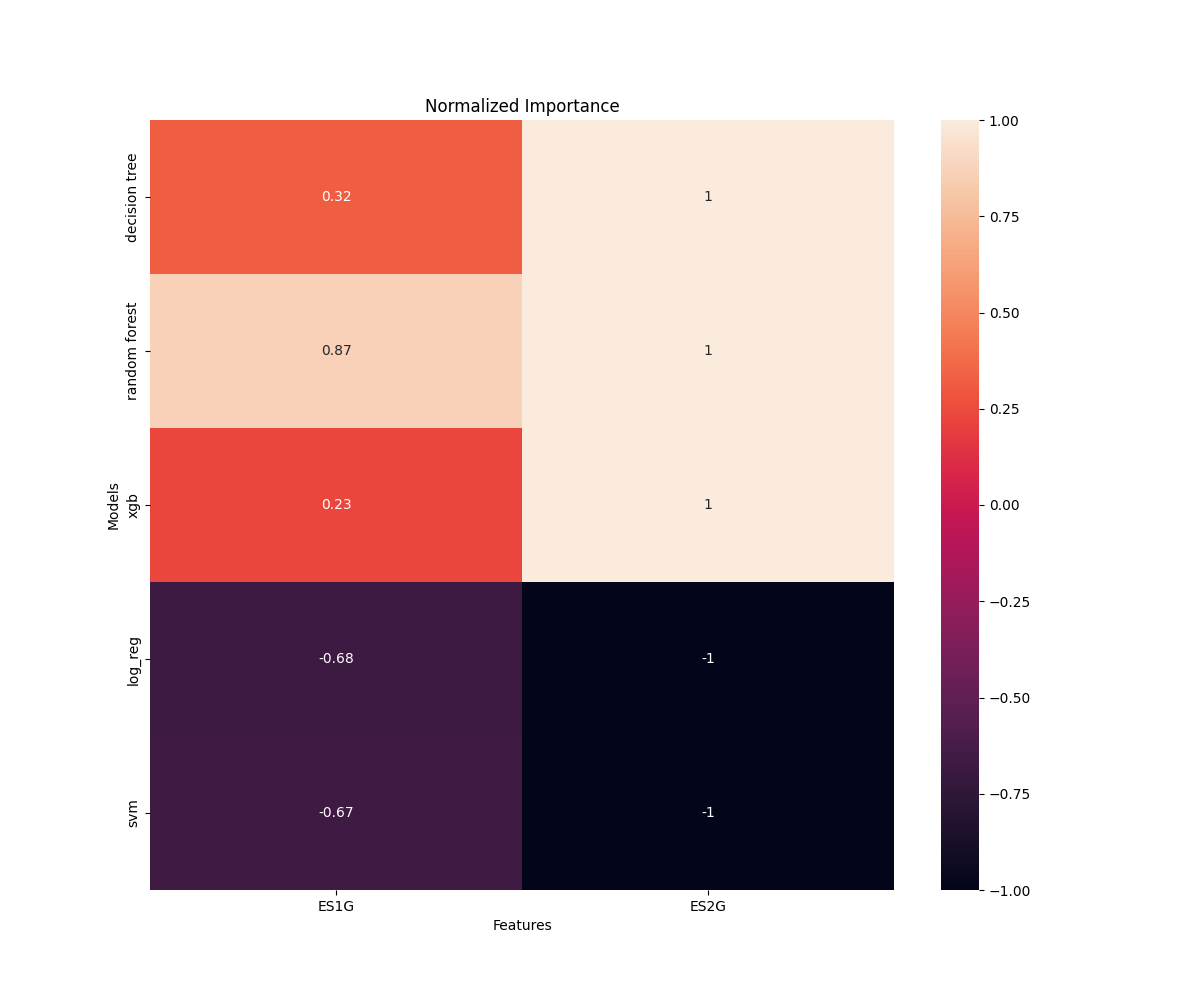 Normalized Importance
decision tree
0.32
1
random forest
0.87
1
Models
xgb
0.23
1
log_reg
-0.68
-1
svm
-0.67
-1
ES1G
ES2G
Features
1.00
0.75
0.50
0.25
0.00
−0.25
−0.50
−0.75
−1.00